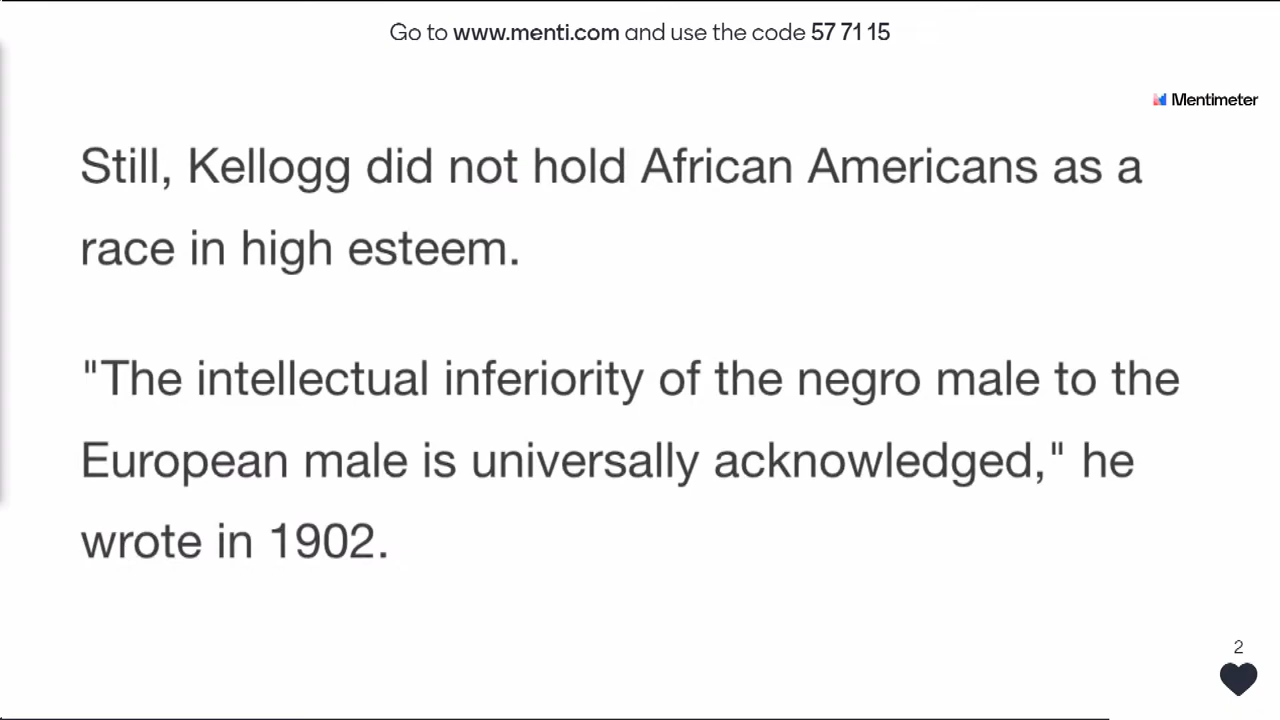 Go to www.menti.com and use the code 57 71 15
Mentimeter
Still, Kellogg did not hold African Americans as a
race in high esteem.
"The intellectual inferiority of the negro male to the
European male is universally acknowledged," he
wrote in 1902.
2